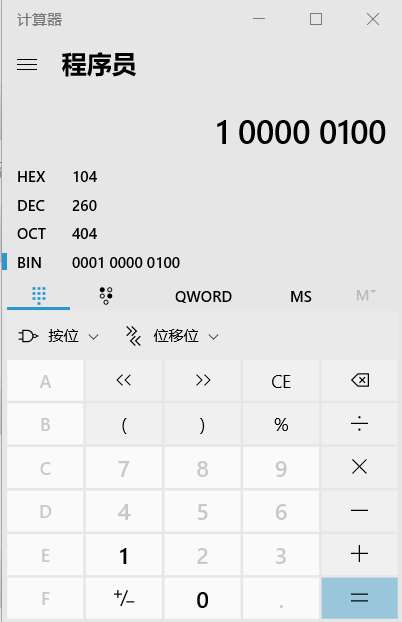 计算器
程序员
1 0000 0100
HEX 104
DEC 260
OCT 404
BIN 0001 0000 0100
QWORD MS M
按位 位移位
A << >> CE
B ( ) % ÷
C 7 8 9 ×
D 4 5 6 −
E 1 2 3 +
F +/− 0 . =